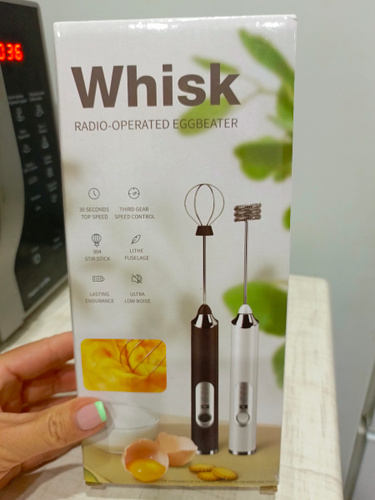 036
Whisk
RADIO-OPERATED EGGBEATER
30 SECONDS
TOP SPEED
THIRD GEAR
SPEED CONTROL
304
STIR STICK
LITHE
FUSELAGE
LASTING
ENDURANCE
ULTRA
LOW NOISE